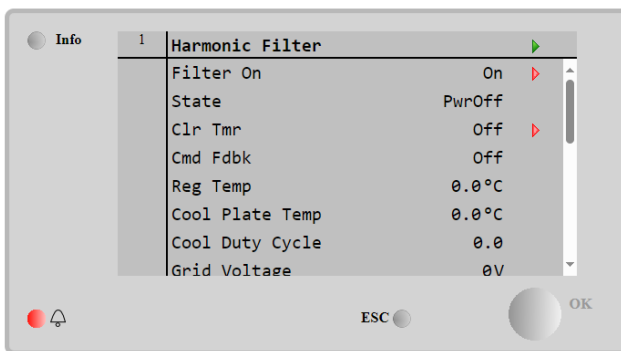 Info
1 Harmonic Filter
Filter On On
State PwrOff
Clr Tmr Off
Cmd Fdbk Off
Reg Temp 0.0°C
Cool Plate Temp 0.0°C
Cool Duty Cycle 0.0
Grid Voltage 0V
ESC OK